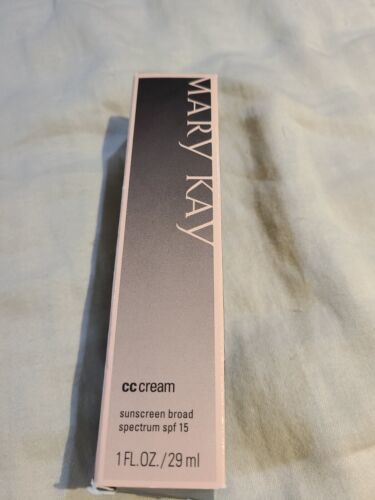 MARY KAY
cc cream
sunscreen broad
spectrum spf 15
1 FL.OZ./29 ml